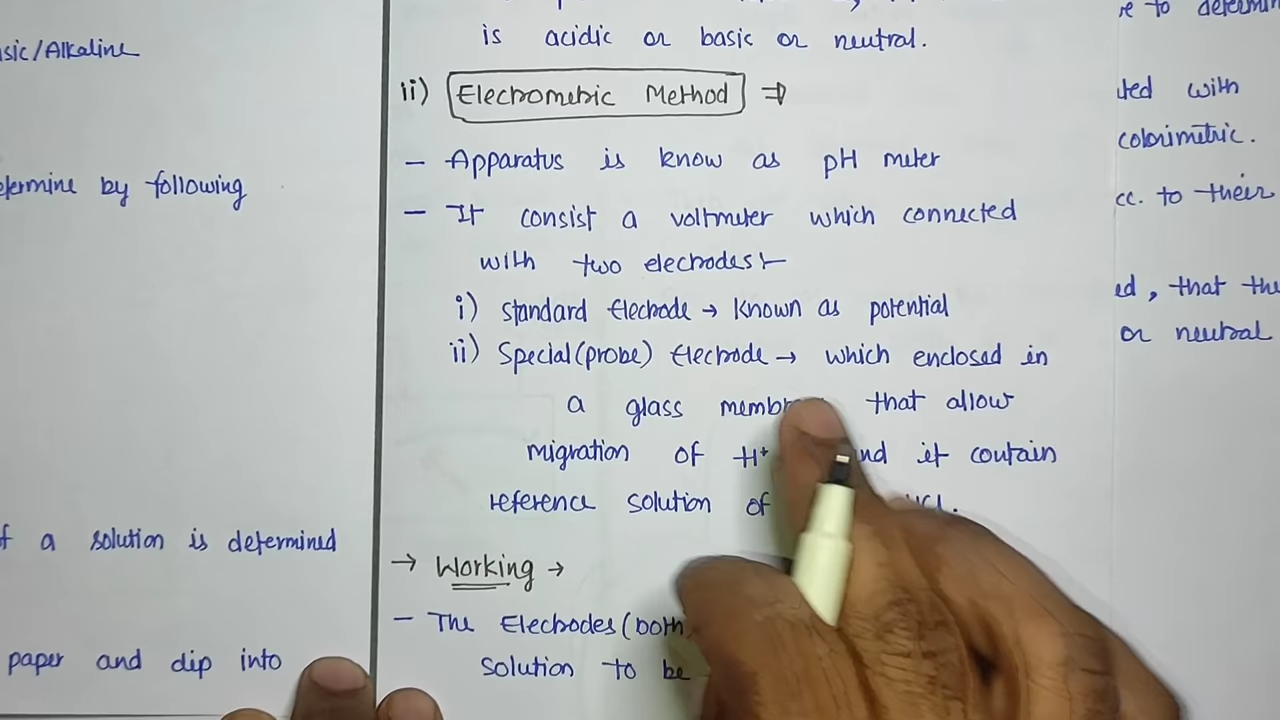 is acidic or basic or neutral.
ii) Electrometric Method ⇒
- Apparatus is know as pH meter
- It consist a voltmeter which connected
with two electrodes:-
i) Standard Electrode → Known as potential
ii) Special(probe) Electrode → which enclosed in
a glass that allow
migration of H+ it contain
reference solution of
→ Working →
- The Electrodes (both
solution to be
sic/Alkaline
etermine by following
f a solution is determined
paper and dip into
re to
ted with
colorimetric.
cc. to their
ed, that the
or neutral